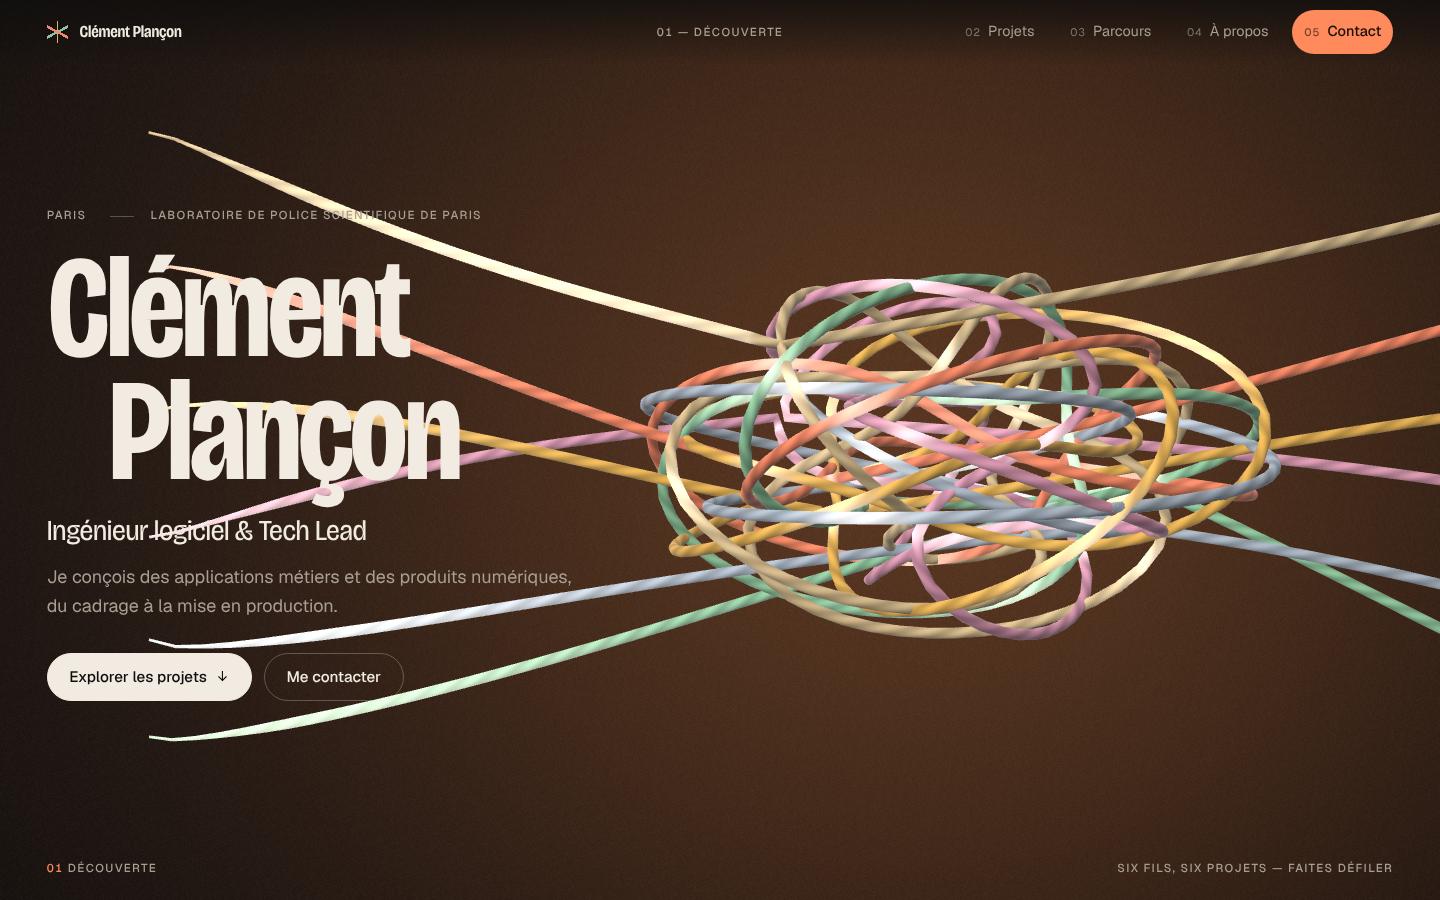 Clément Plançon
01 — DÉCOUVERTE
02 Projets
03 Parcours
04 À propos
05 Contact
PARIS — LABORATOIRE DE POLICE SCIENTIFIQUE DE PARIS
Clément
Plançon
Ingénieur logiciel & Tech Lead
Je conçois des applications métiers et des produits numériques,
du cadrage à la mise en production.
Explorer les projets ↓
Me contacter
01 DÉCOUVERTE
SIX FILS, SIX PROJETS — FAITES DÉFILER